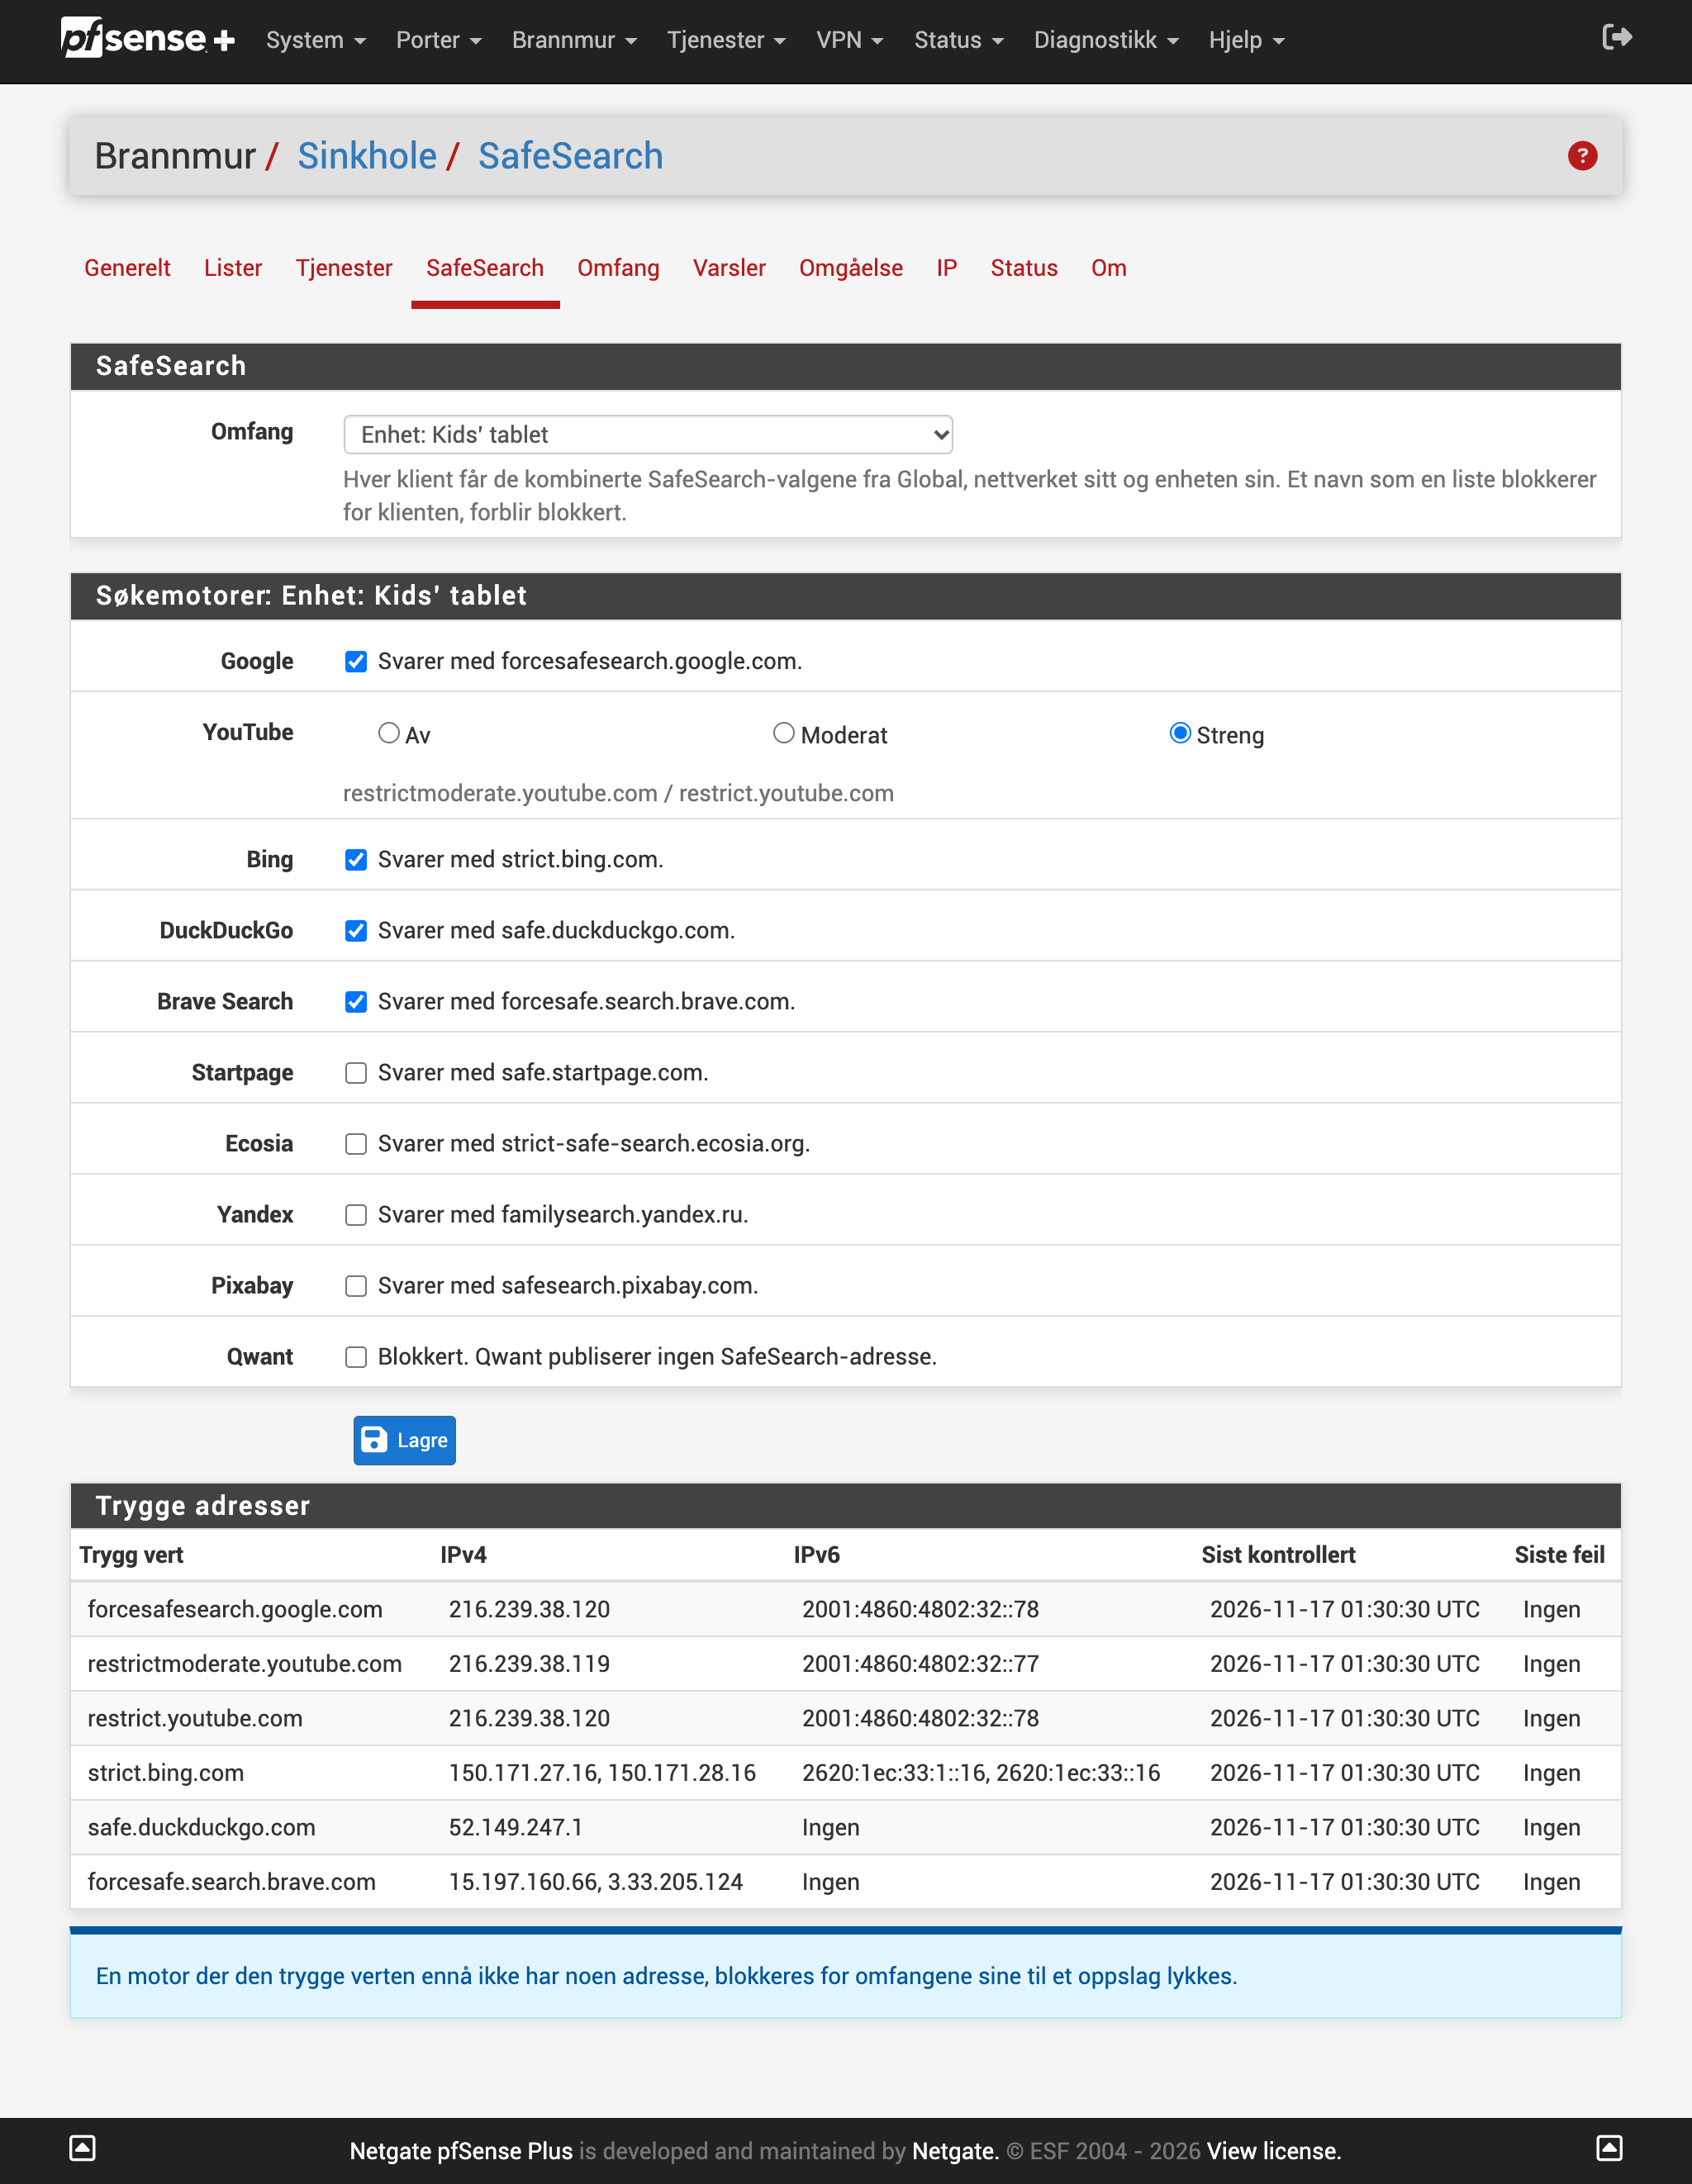 pfsense+ System Porter Brannmur Tjenester VPN Status Diagnostikk Hjelp
Brannmur / Sinkhole / SafeSearch
Generelt Lister Tjenester SafeSearch Omfang Varsler Omgåelse IP Status Om
SafeSearch
Omfang Enhet: Kids' tablet
Hver klient får de kombinerte SafeSearch-valgene fra Global, nettverket sitt og enheten sin. Et navn som en liste blokkerer
for klienten, forblir blokkert.
Søkemotorer: Enhet: Kids' tablet
Google Svarer med forcesafesearch.google.com.
YouTube Av Moderat Streng
restrictmoderate.youtube.com / restrict.youtube.com
Bing Svarer med strict.bing.com.
DuckDuckGo Svarer med safe.duckduckgo.com.
Brave Search Svarer med forcesafe.search.brave.com.
Startpage Svarer med safe.startpage.com.
Ecosia Svarer med strict-safe-search.ecosia.org.
Yandex Svarer med familysearch.yandex.ru.
Pixabay Svarer med safesearch.pixabay.com.
Qwant Blokkert. Qwant publiserer ingen SafeSearch-adresse.
Lagre
Trygge adresser
Trygg vert IPv4 IPv6 Sist kontrollert Siste feil
forcesafesearch.google.com 216.239.38.120 2001:4860:4802:32::78 2026-11-17 01:30:30 UTC Ingen
restrictmoderate.youtube.com 216.239.38.119 2001:4860:4802:32::77 2026-11-17 01:30:30 UTC Ingen
restrict.youtube.com 216.239.38.120 2001:4860:4802:32::78 2026-11-17 01:30:30 UTC Ingen
strict.bing.com 150.171.27.16, 150.171.28.16 2620:1ec:33:1::16, 2620:1ec:33::16 2026-11-17 01:30:30 UTC Ingen
safe.duckduckgo.com 52.149.247.1 Ingen 2026-11-17 01:30:30 UTC Ingen
forcesafe.search.brave.com 15.197.160.66, 3.33.205.124 Ingen 2026-11-17 01:30:30 UTC Ingen
En motor der den trygge verten ennå ikke har noen adresse, blokkeres for omfangene sine til et oppslag lykkes.
Netgate pfSense Plus is developed and maintained by Netgate. © ESF 2004 - 2026 View license.